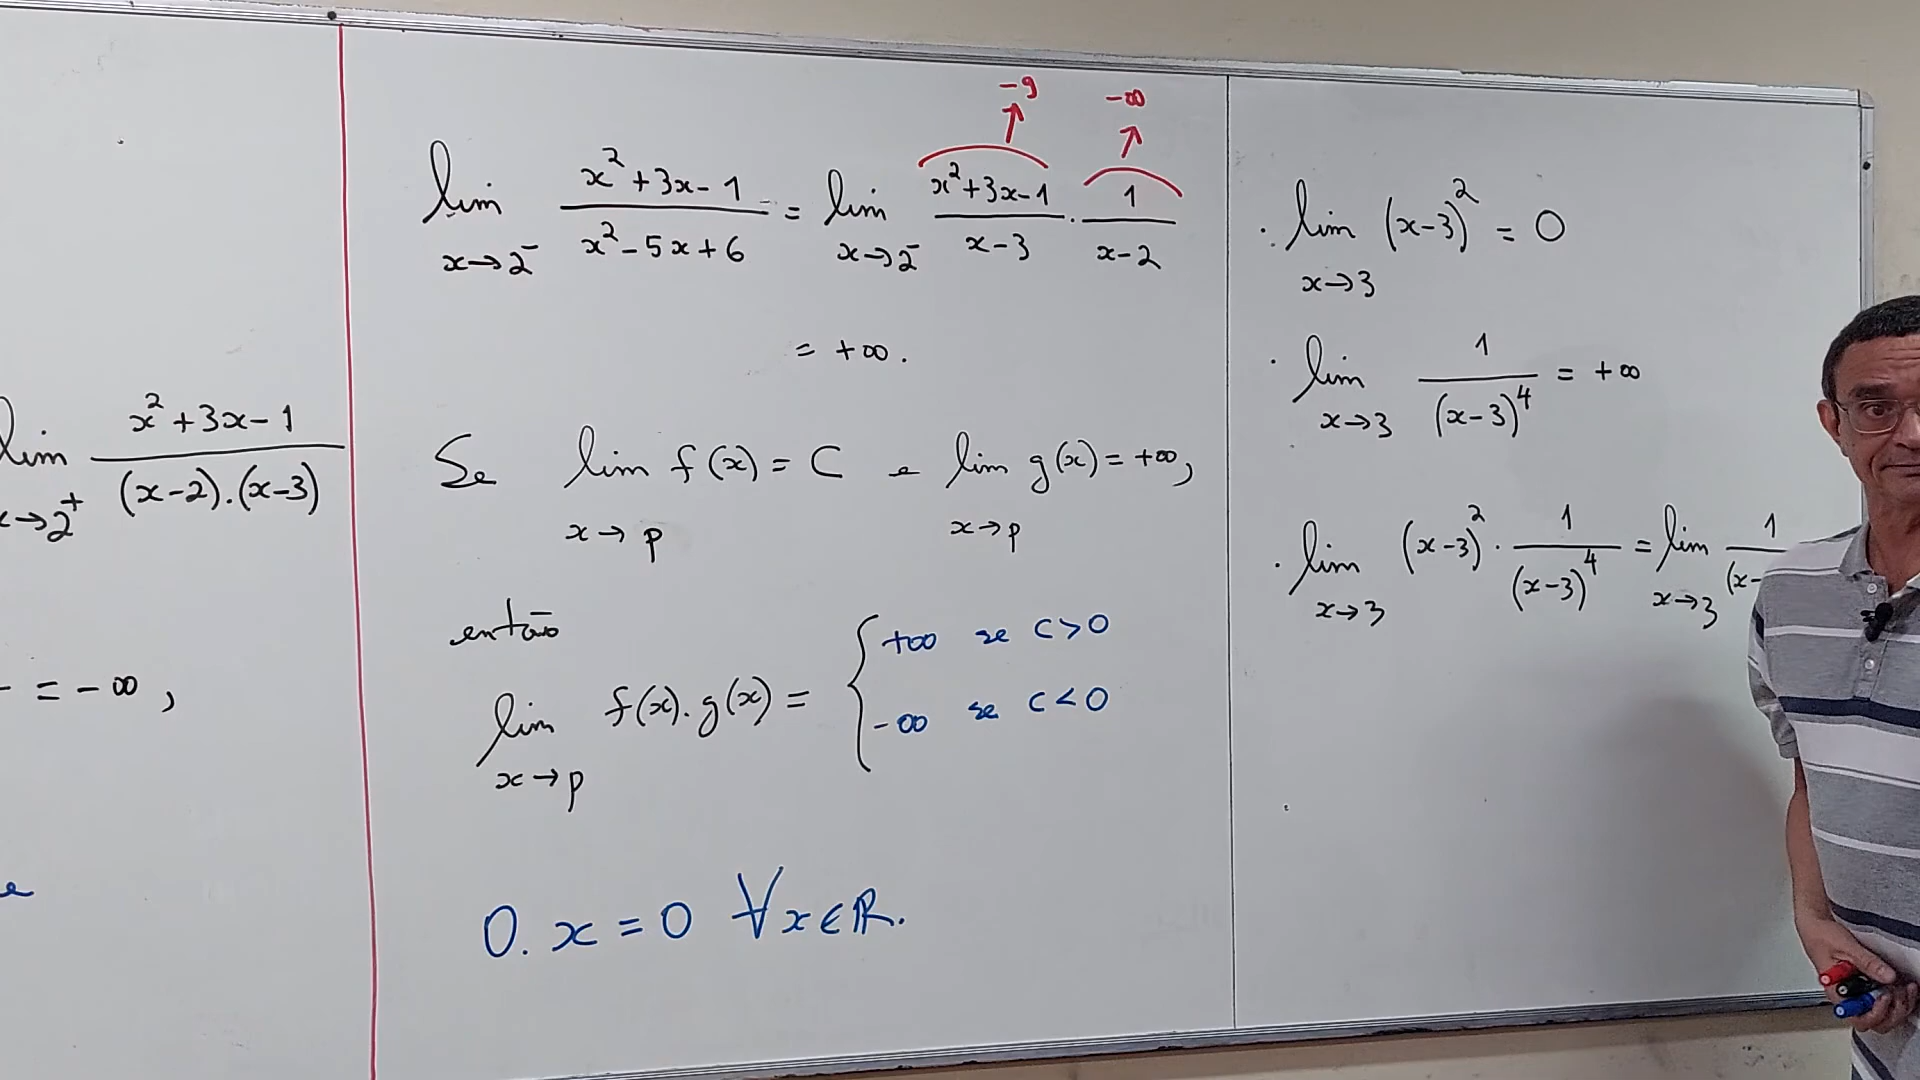 lim x→2⁺ (x²+3x-1)/((x-2).(x-3))
= -∞ ,
lim x→2⁻ (x²+3x-1)/(x²-5x+6) = lim x→2⁻ (x²+3x-1)/(x-3) . 1/(x-2)
-9 -∞
= +∞ .
Se lim x→p f(x) = C e lim x→p g(x) = +∞,
então
lim x→p f(x).g(x) = {
+∞ se C>0
-∞ se C<0
0.x = 0 ∀x∈ℝ.
· lim x→3 (x-3)² = 0
· lim x→3 1/(x-3)⁴ = +∞
· lim x→3 (x-3)² . 1/(x-3)⁴ = lim x→3 1/(x-